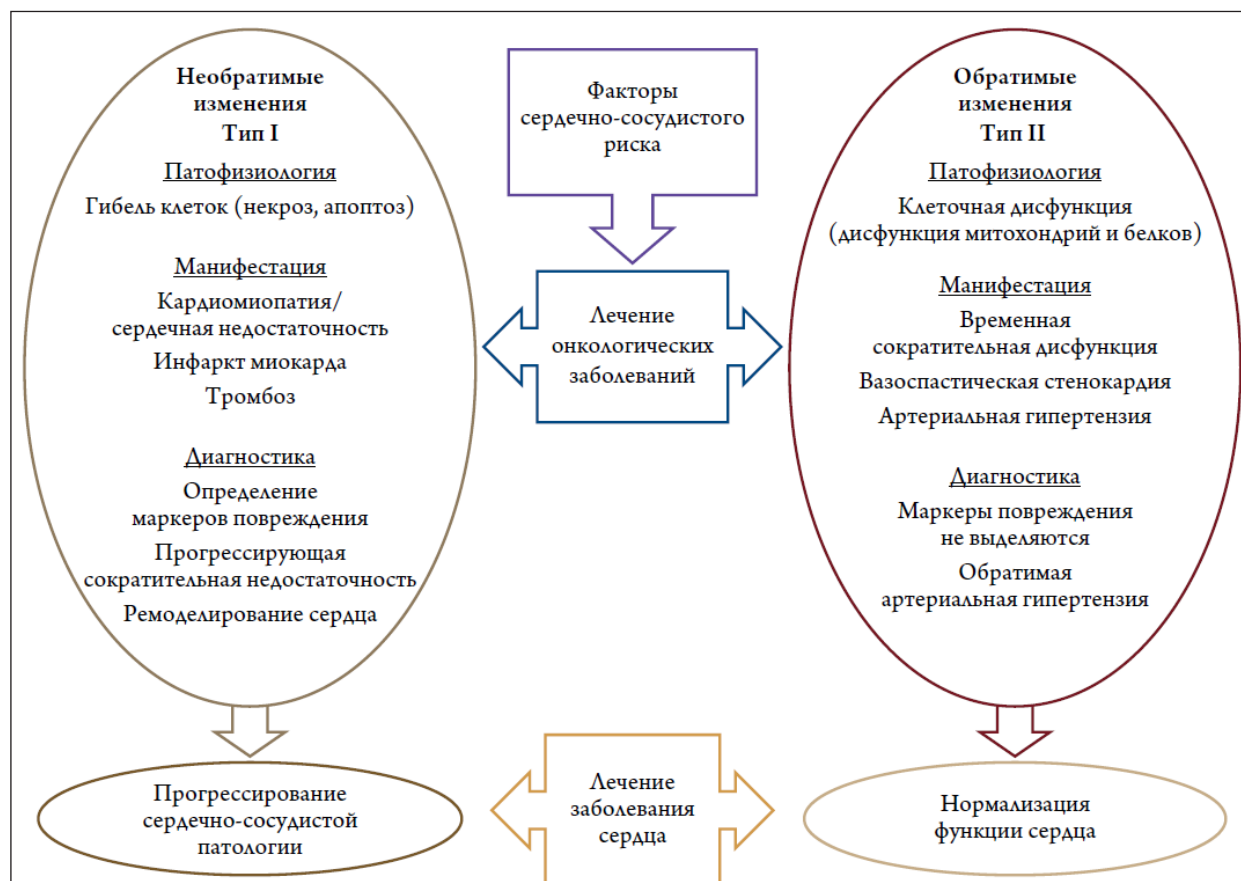 Необратимые
изменения
Тип I
Патофизиология
Гибель клеток (некроз, апоптоз)
Манифестация
Кардиомиопатия/
сердечная недостаточность
Инфаркт миокарда
Тромбоз
Диагностика
Определение
маркеров повреждения
Прогрессирующая
сократительная недостаточность
Ремоделирование сердца
Факторы
сердечно-сосудистого
риска
Лечение
онкологических
заболеваний
Обратимые
изменения
Тип II
Патофизиология
Клеточная дисфункция
(дисфункция митохондрий и белков)
Манифестация
Временная
сократительная дисфункция
Вазоспастическая стенокардия
Артериальная гипертензия
Диагностика
Маркеры повреждения
не выделяются
Обратимая
артериальная гипертензия
Прогрессирование
сердечно-сосудистой
патологии
Лечение
заболевания
сердца
Нормализация
функции сердца